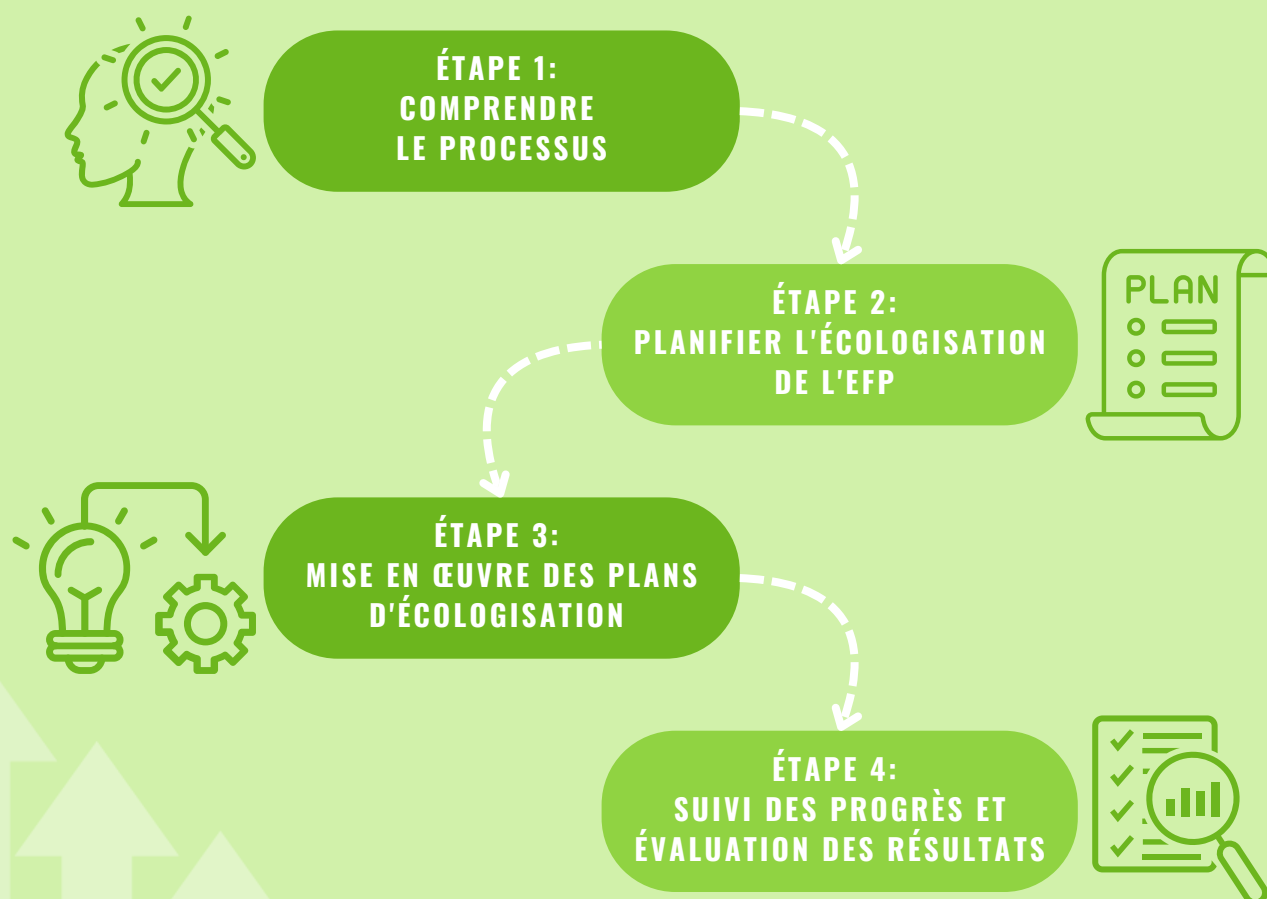 ÉTAPE 1:
COMPRENDRE
LE PROCESSUS
ÉTAPE 2:
PLANIFIER L'ÉCOLOGISATION
DE L'EFP
PLAN
ÉTAPE 3:
MISE EN ŒUVRE DES PLANS
D'ÉCOLOGISATION
ÉTAPE 4:
SUIVI DES PROGRÈS ET
ÉVALUATION DES RÉSULTATS